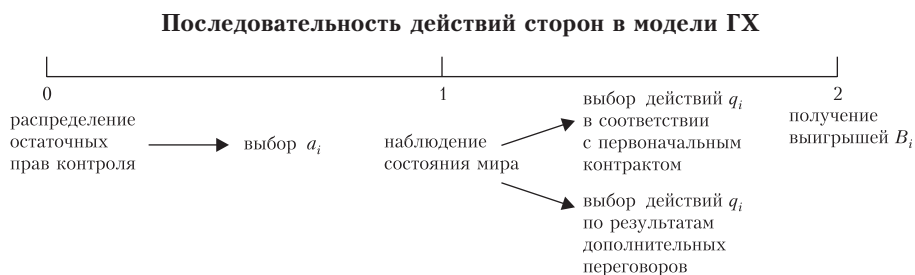 Последовательность действий сторон в модели ГХ
0
1
2
распределение
остаточных
прав контроля
выбор a_i
наблюдение
состояния мира
выбор действий q_i
в соответствии
с первоначальным
контрактом
выбор действий q_i
по результатам
дополнительных
переговоров
получение
выигрышей B_i